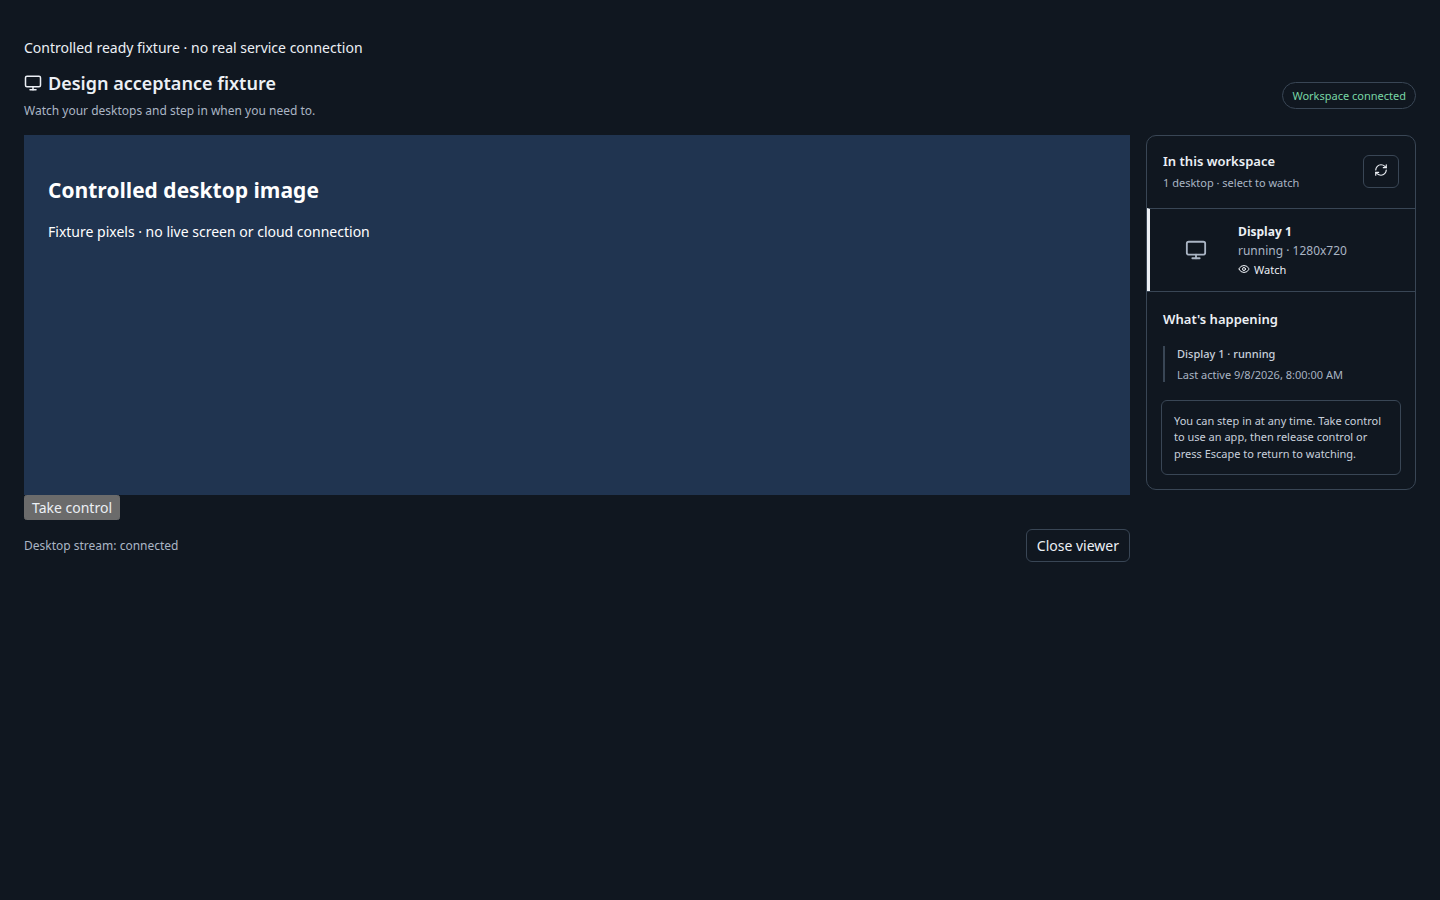 Controlled ready fixture · no real service connection
Design acceptance fixture
Watch your desktops and step in when you need to.
Workspace connected
Controlled desktop image
Fixture pixels · no live screen or cloud connection
Take control
Desktop stream: connected
Close viewer
In this workspace
1 desktop · select to watch
Display 1
running · 1280x720
Watch
What's happening
Display 1 · running
Last active 9/8/2026, 8:00:00 AM
You can step in at any time. Take control
to use an app, then release control or
press Escape to return to watching.